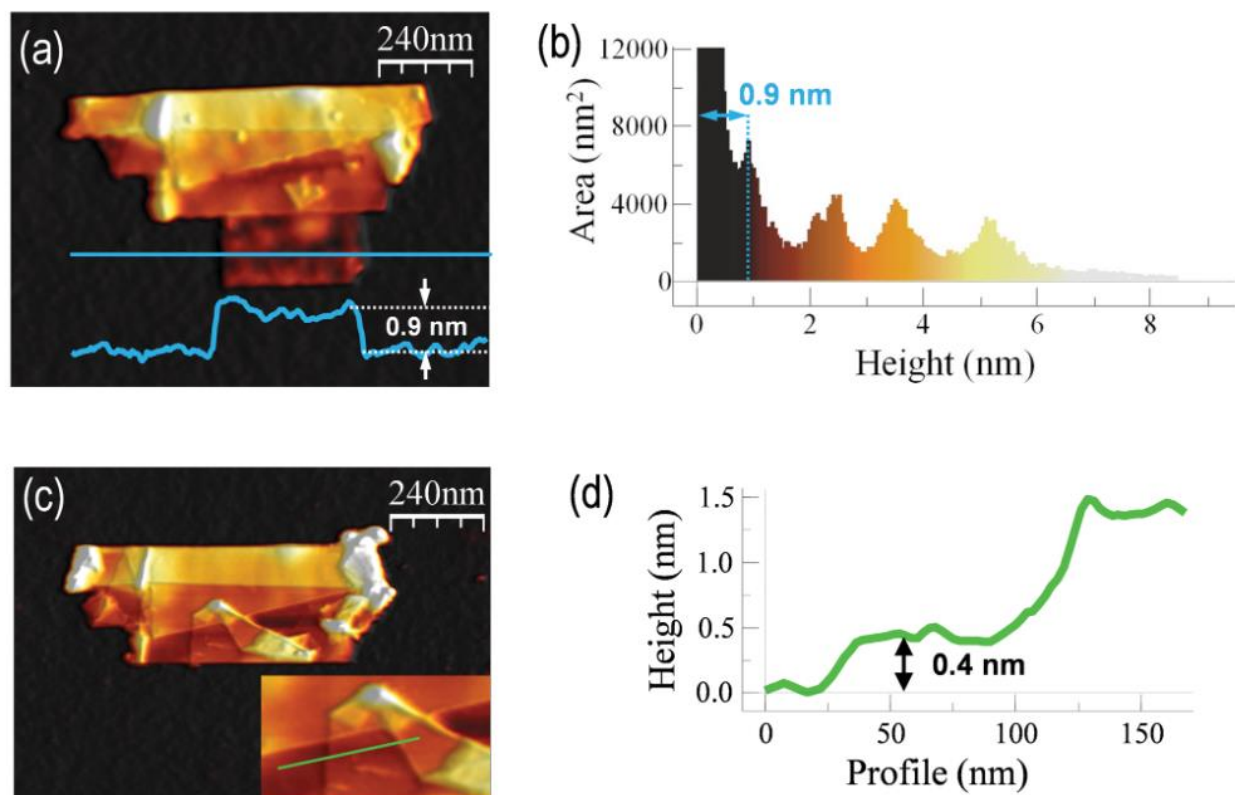 (a)
240nm
0.9 nm
(b)
12000
8000
4000
0
Area (nm²)
0.9 nm
0 2 4 6 8
Height (nm)
(c)
240nm
(d)
1.5
1.0
0.5
0.0
Height (nm)
0.4 nm
0 50 100 150
Profile (nm)